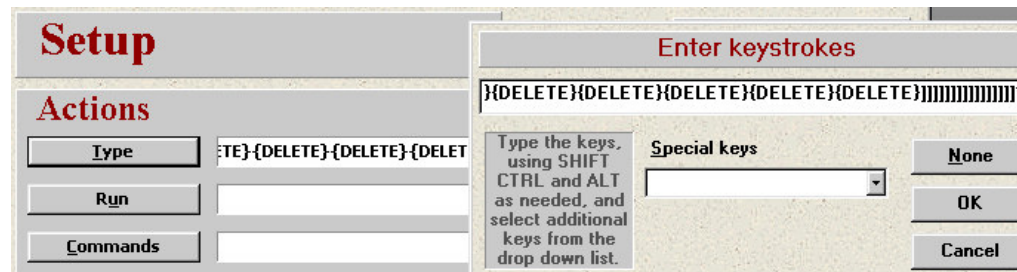 Setup
Actions
Type
ETE}{DELETE}{DELETE}{DELET
Run
Commands
Enter keystrokes
}{DELETE}{DELETE}{DELETE}{DELETE}{DELETE}]]]]]]]]]]]]]]]]]
Type the keys,
using SHIFT
CTRL and ALT
as needed, and
select additional
keys from the
drop down list.
Special keys
None
OK
Cancel